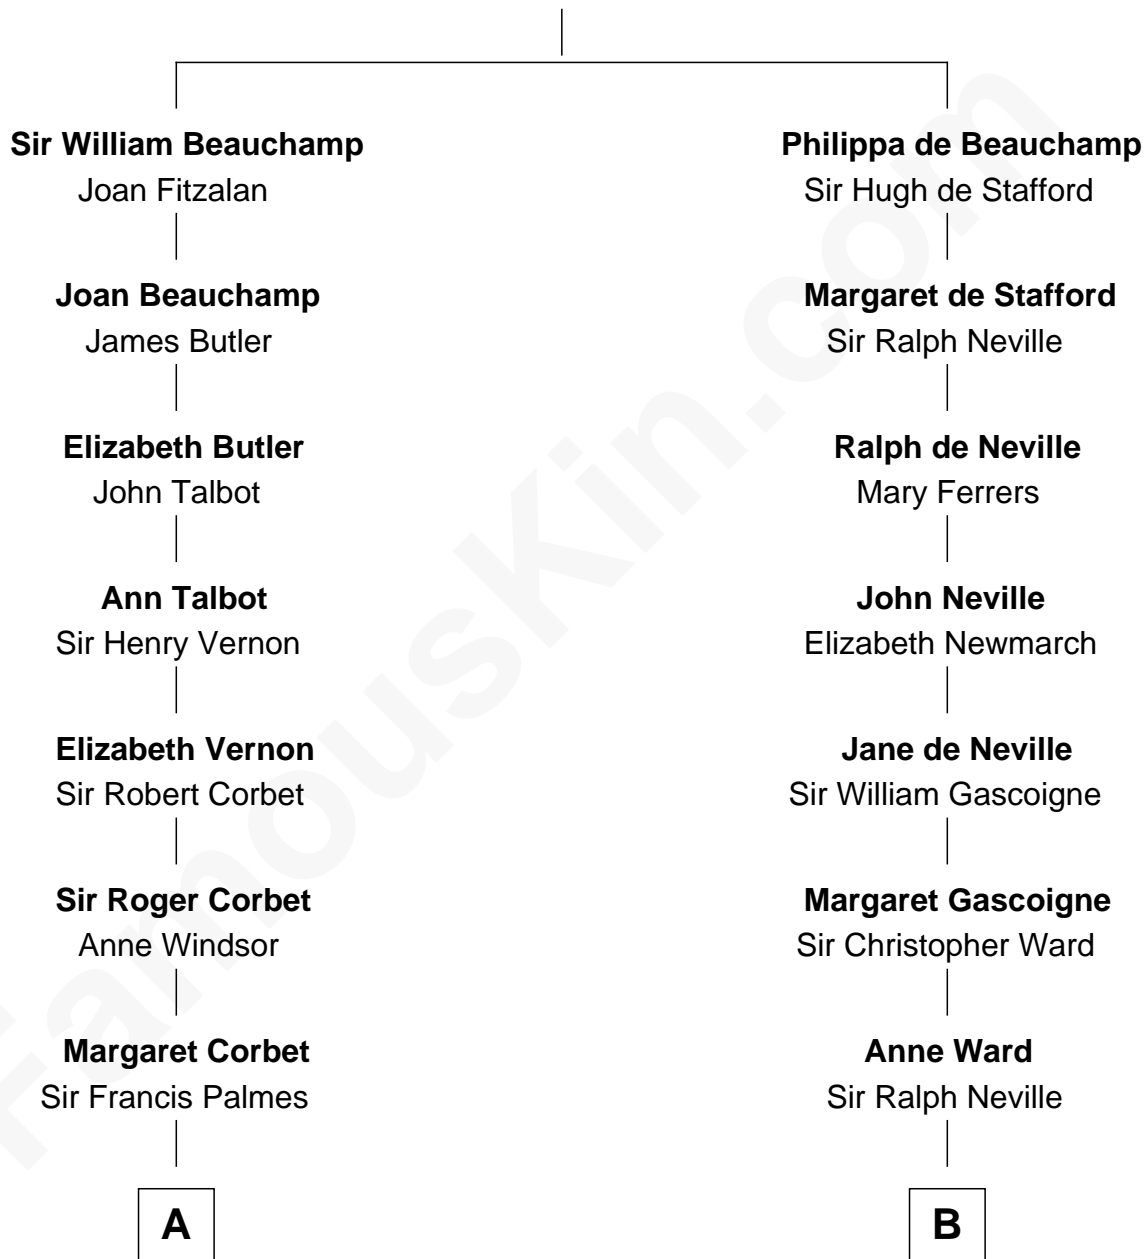 Sir William Beauchamp
Joan Fitzalan
Joan Beauchamp
James Butler
Elizabeth Butler
John Talbot
Ann Talbot
Sir Henry Vernon
Elizabeth Vernon
Sir Robert Corbet
Sir Roger Corbet
Anne Windsor
Margaret Corbet
Sir Francis Palmes
A
Philippa de Beauchamp
Sir Hugh de Stafford
Margaret de Stafford
Sir Ralph Neville
Ralph de Neville
Mary Ferrers
John Neville
Elizabeth Newmarch
Jane de Neville
Sir William Gascoigne
Margaret Gascoigne
Sir Christopher Ward
Anne Ward
Sir Ralph Neville
B
FamousKin.com